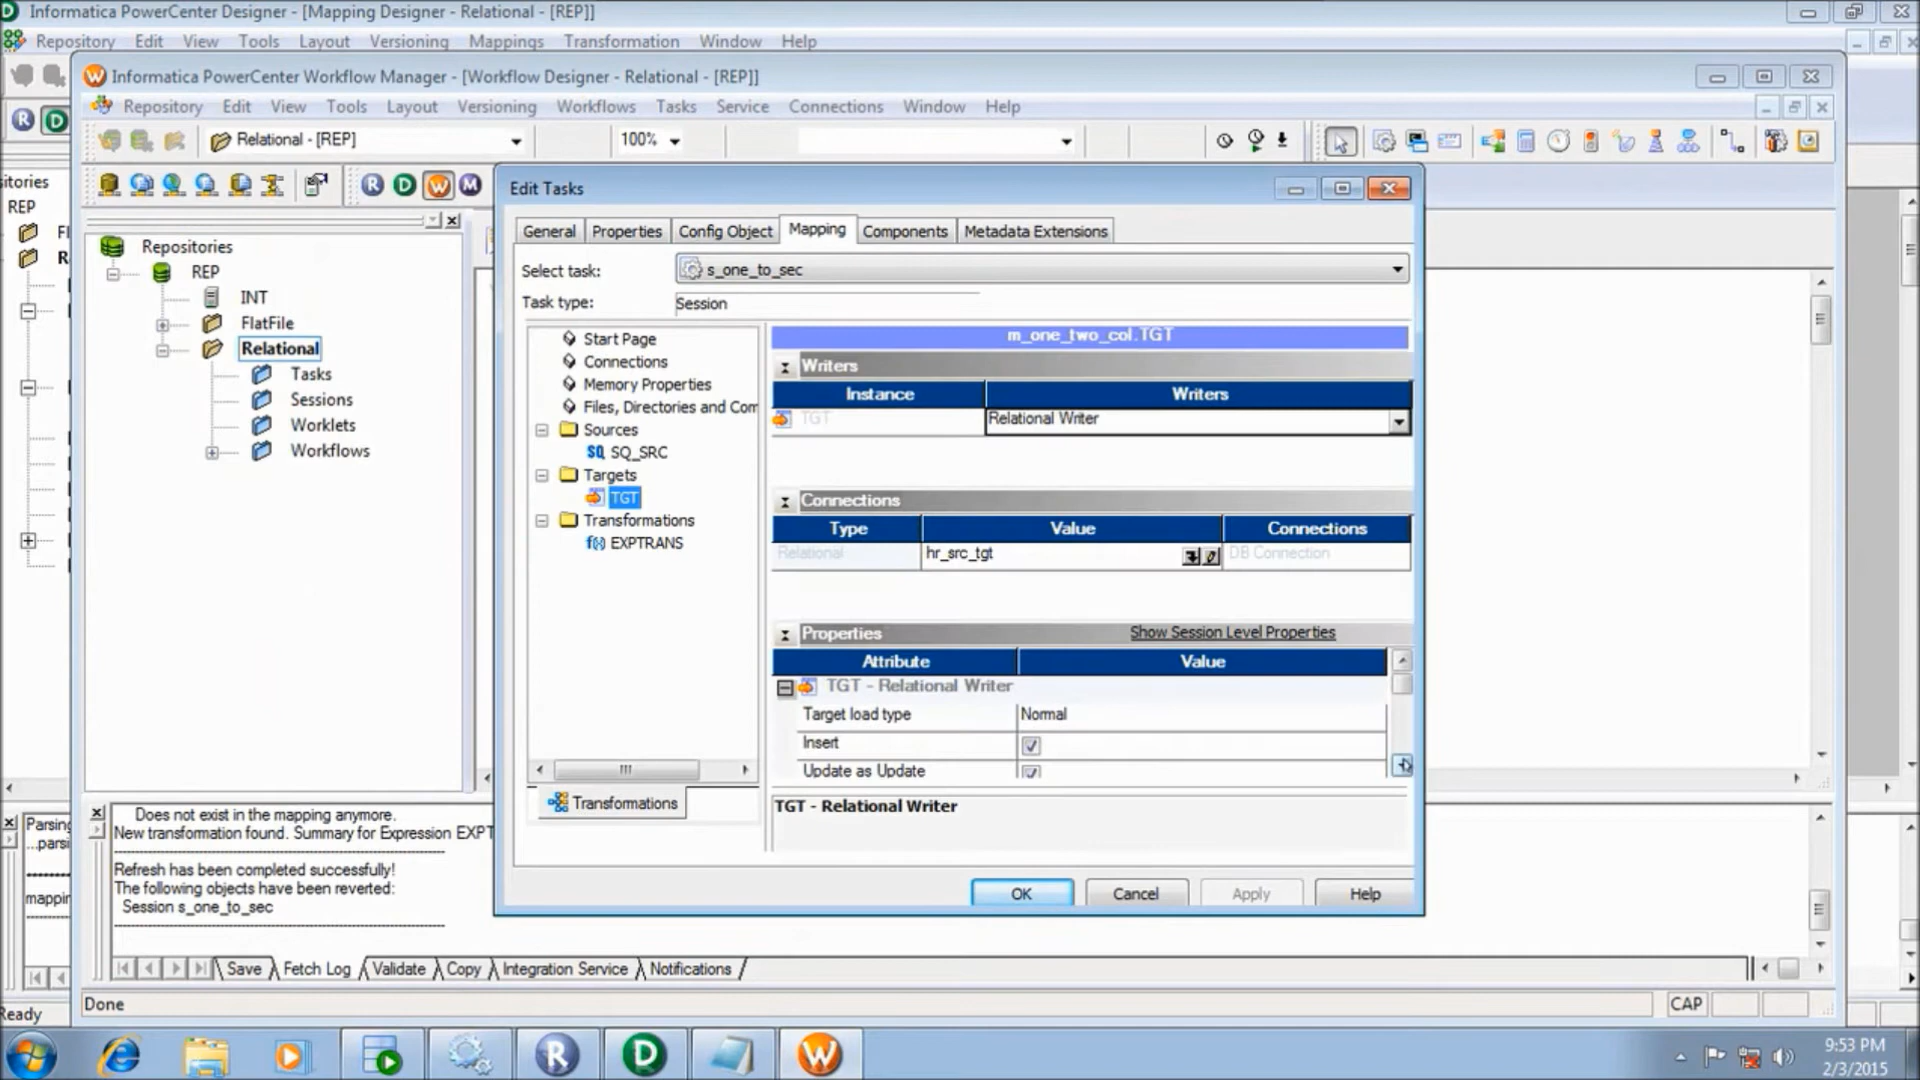 Informatica PowerCenter Designer - [Mapping Designer - Relational - [REP]]
Repository Edit View Tools Layout Versioning Mappings Transformation Window Help
Informatica PowerCenter Workflow Manager - [Workflow Designer - Relational - [REP]]
Repository Edit View Tools Layout Versioning Workflows Tasks Service Connections Window Help
Relational - [REP]
100%
R D W M
sitories
REP
Repositories
REP
INT
FlatFile
Relational
Tasks
Sessions
Worklets
Workflows
Edit Tasks
General Properties Config Object Mapping Components Metadata Extensions
Select task: s_one_to_sec
Task type: Session
Start Page
Connections
Memory Properties
Files, Directories and Com
Sources
SQ SQ_SRC
Targets
TGT
Transformations
f(x) EXPTRANS
Transformations
m_one_two_col.TGT
Writers
Instance Writers
TGT Relational Writer
Connections
Type Value Connections
Relational hr_src_tgt DB Connection
Properties Show Session Level Properties
Attribute Value
TGT - Relational Writer
Target load type Normal
Insert
Update as Update
TGT - Relational Writer
OK Cancel Apply Help
Parsing
...parsi
mappin
Does not exist in the mapping anymore.
New transformation found. Summary for Expression EXPT
Refresh has been completed successfully!
The following objects have been reverted:
Session s_one_to_sec
Save Fetch Log Validate Copy Integration Service Notifications
Done CAP
Ready
R D W
9:53 PM
2/3/2015